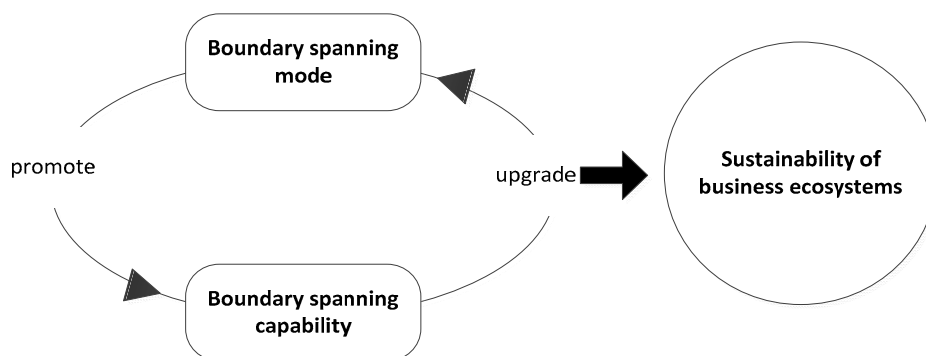 Boundary spanning
mode
promote
upgrade
Sustainability of
business ecosystems
Boundary spanning
capability